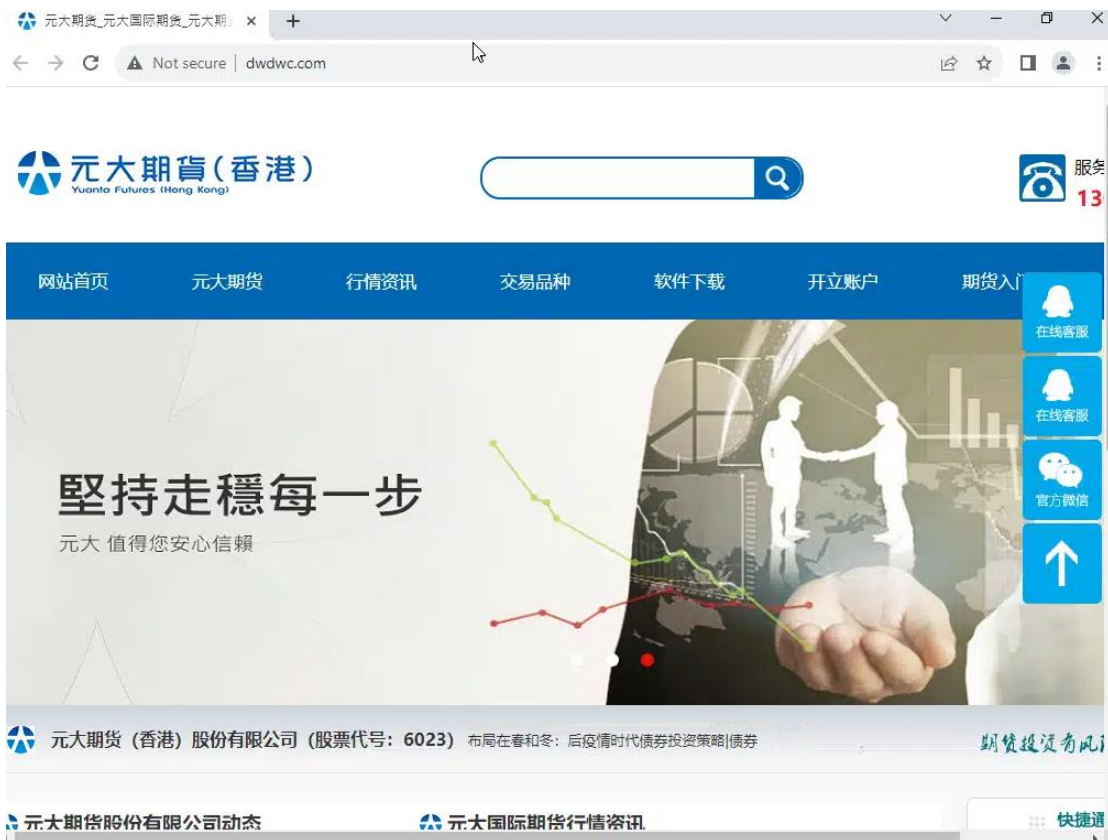 元大期货_元大国际期货_元大期
Not secure | dwdwc.com
元大期貨(香港)
Yuanta Futures (Hong Kong)
服务
13
网站首页 元大期货 行情资讯 交易品种 软件下载 开立账户 期货入门
在线客服
在线客服
官方微信
堅持走穩每一步
元大 值得您安心信賴
元大期货（香港）股份有限公司（股票代号：6023） 布局在春和冬：后疫情时代债券投资策略|债券
期货投资有风
元大期货股份有限公司动态 元大国际期货行情资讯 快捷通